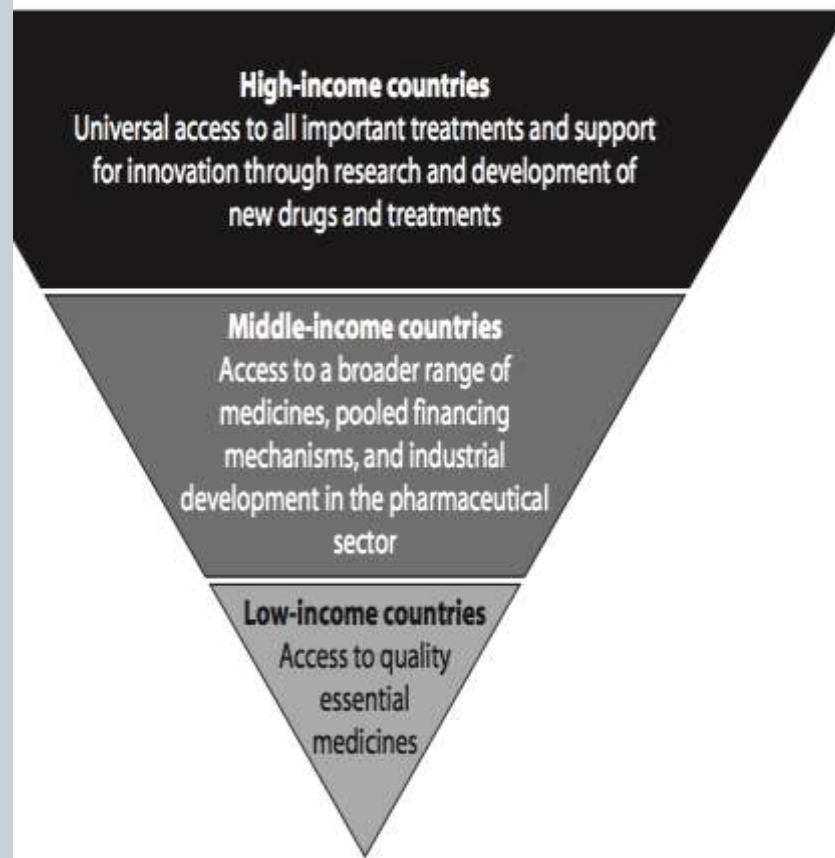 High-income countries
Universal access to all important treatments and support
for innovation through research and development of
new drugs and treatments
Middle-income countries
Access to a broader range of
medicines, pooled financing
mechanisms, and industrial
development in the pharmaceutical
sector
Low-income countries
Access to quality
essential
medicines